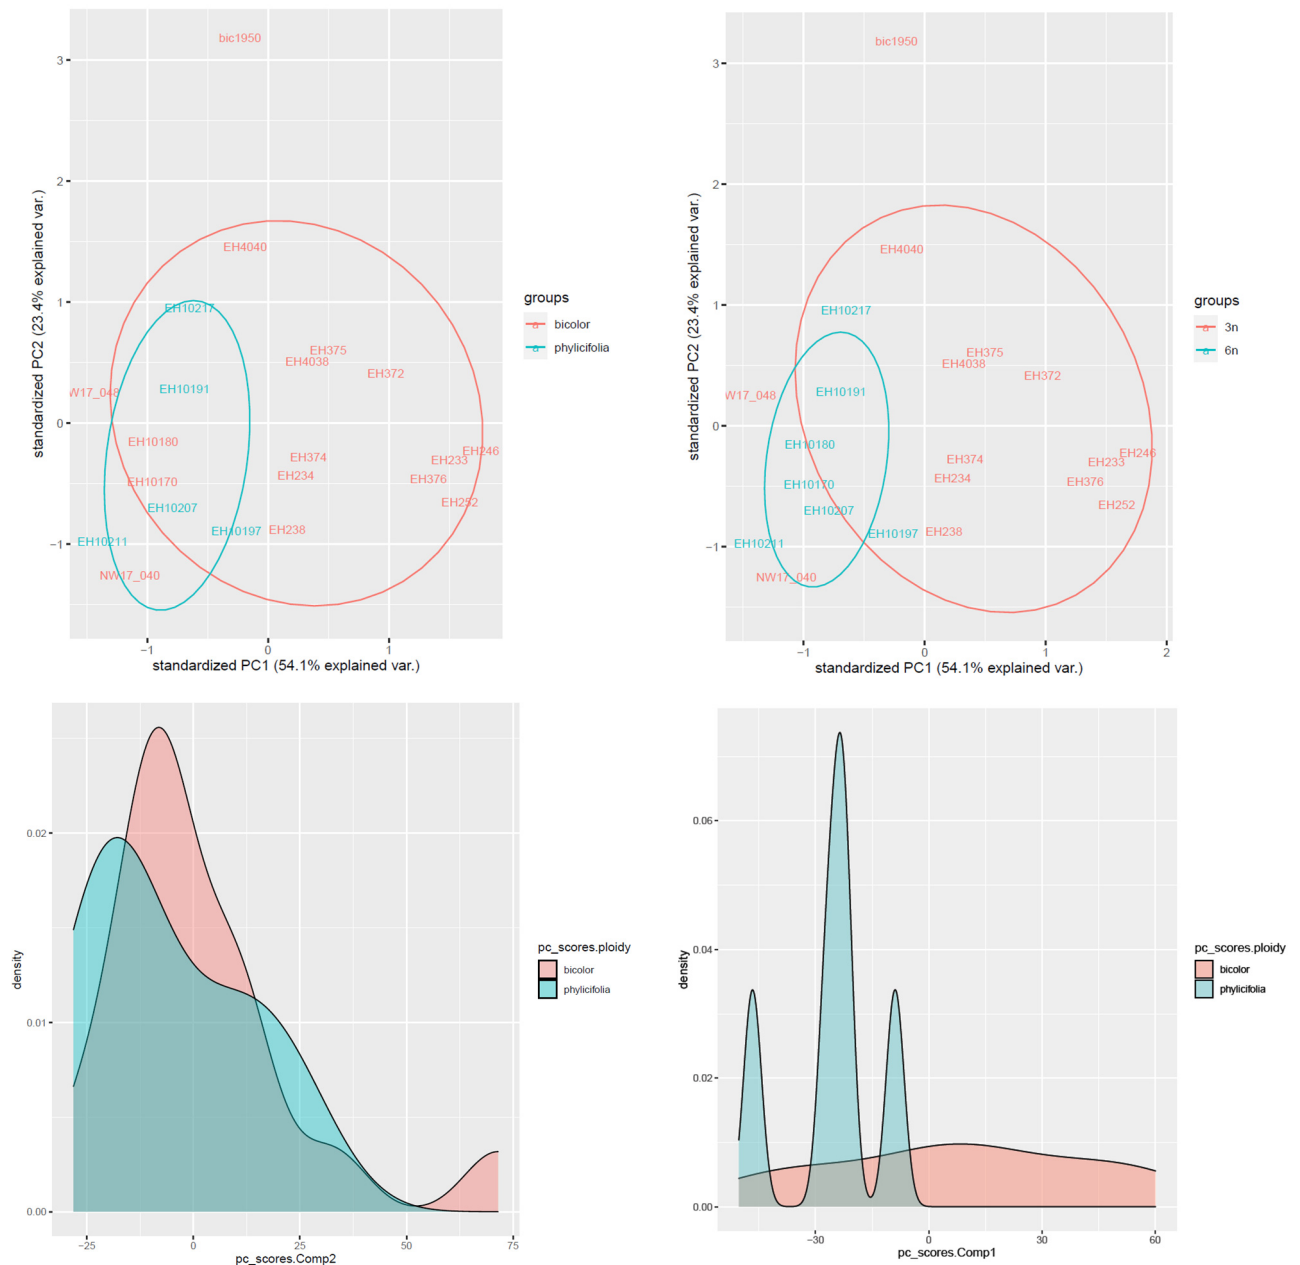 bic1950
3
2
1
0
−1
EH4040
EH10217
EH375
EH4038
EH372
EH10191
NW17_048
EH10180
EH374
EH246
EH233
EH10170
EH234
EH376
EH252
EH10207
EH10197
EH238
EH10211
NW17_040
−1
0
1
standardized PC1 (54.1% explained var.)
standardized PC2 (23.4% explained var.)
groups
a bicolor
a phylicifolia
bic1950
3
2
1
0
−1
EH4040
EH10217
EH375
EH4038
EH372
EH10191
W17_048
EH10180
EH374
EH246
EH233
EH10170
EH234
EH376
EH252
EH10207
EH10197
EH238
EH10211
NW17_040
−1
0
1
2
standardized PC1 (54.1% explained var.)
standardized PC2 (23.4% explained var.)
groups
a 3n
a 6n
0.02
0.01
0.00
density
−25
0
25
50
75
pc_scores.Comp2
pc_scores.ploidy
bicolor
phylicifolia
0.06
0.04
0.02
0.00
density
−30
0
30
60
pc_scores.Comp1
pc_scores.ploidy
bicolor
phylicifolia